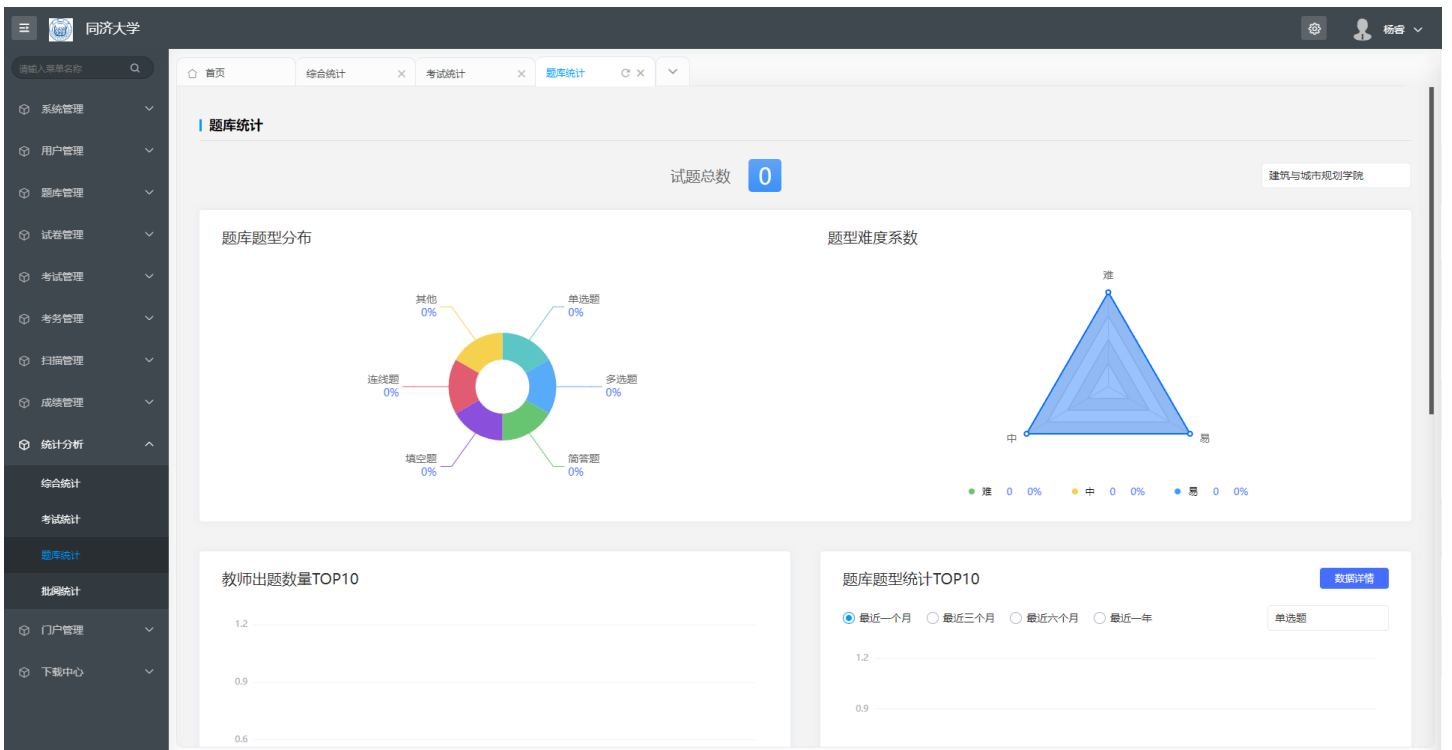 同济大学
杨睿
请输入菜单名称
首页
综合统计
考试统计
题库统计
系统管理
用户管理
题库管理
试卷管理
考试管理
考务管理
扫描管理
成绩管理
统计分析
综合统计
考试统计
题库统计
批阅统计
门户管理
下载中心
题库统计
试题总数 0
建筑与城市规划学院
题库题型分布
其他
0%
单选题
0%
连线题
0%
多选题
0%
填空题
0%
简答题
0%
题型难度系数
难
中
易
难 0 0% 中 0 0% 易 0 0%
教师出题数量TOP10
1.2
0.9
0.6
题库题型统计TOP10
数据详情
最近一个月 最近三个月 最近六个月 最近一年
单选题
1.2
0.9